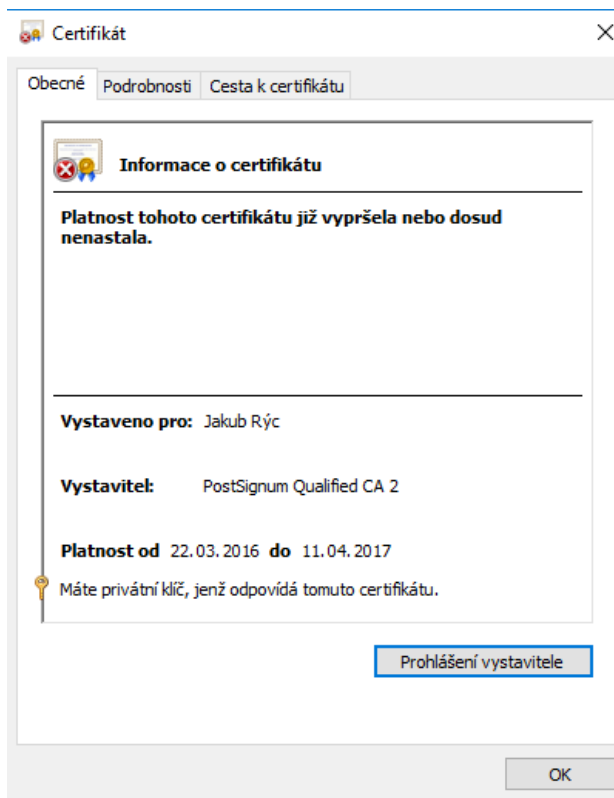 Certifikát
Obecné Podrobnosti Cesta k certifikátu
Informace o certifikátu
Platnost tohoto certifikátu již vypršela nebo dosud
nenastala.
Vystaveno pro: Jakub Rýc
Vystavitel: PostSignum Qualified CA 2
Platnost od 22.03.2016 do 11.04.2017
Máte privátní klíč, jenž odpovídá tomuto certifikátu.
Prohlášení vystavitele
OK